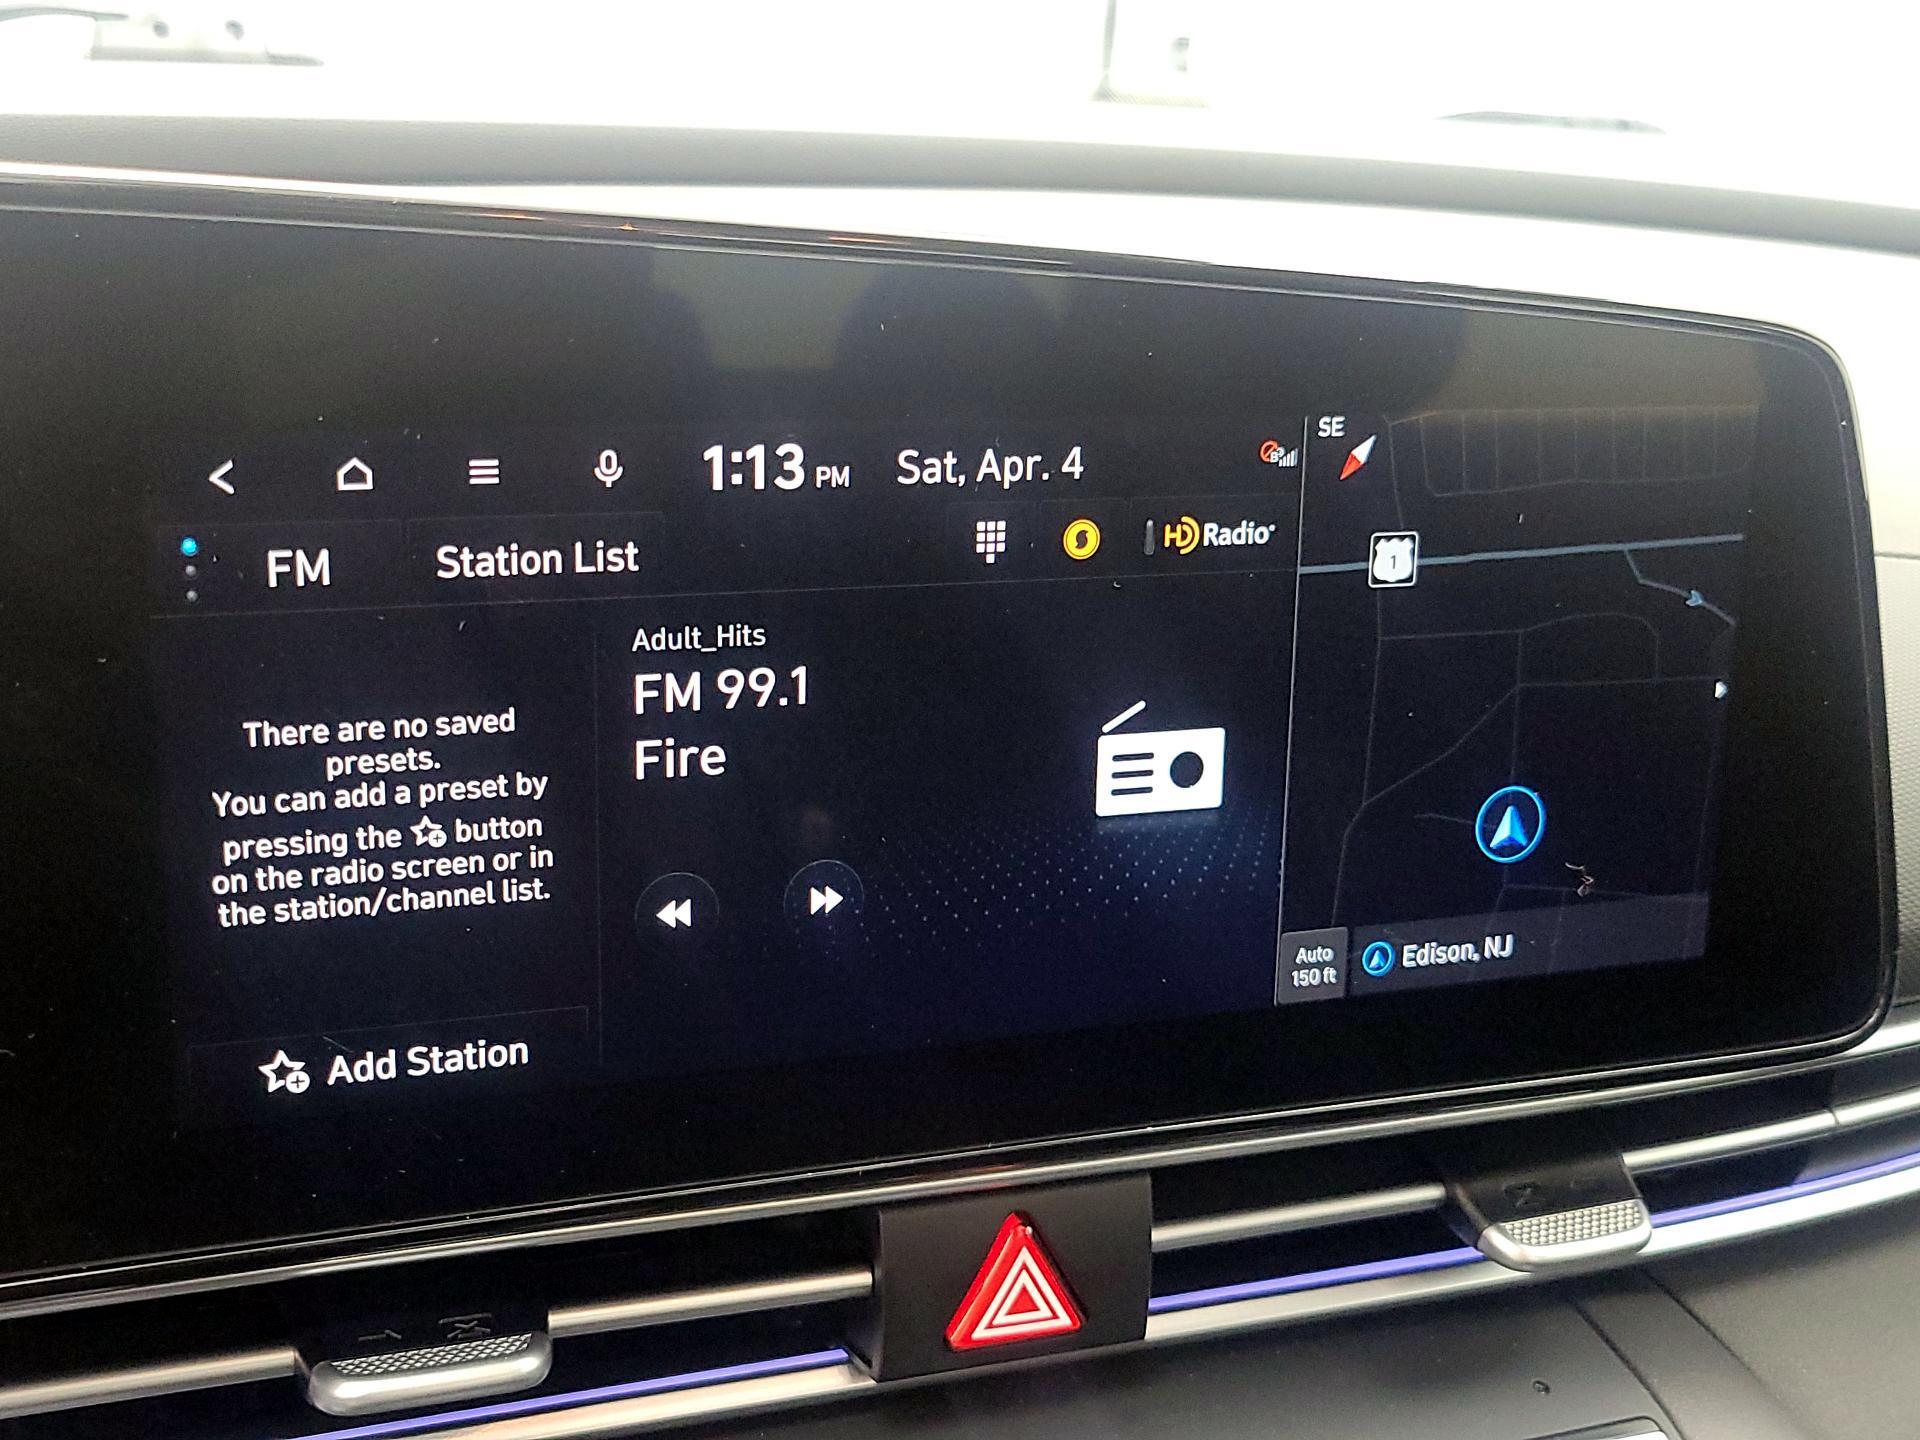 1:13 PM Sat, Apr. 4
SE
FM Station List
HD Radio
1
Adult_Hits
FM 99.1
Fire
There are no saved
presets.
You can add a preset by
pressing the button
on the radio screen or in
the station/channel list.
Add Station
Auto
150 ft
Edison, NJ